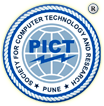 ®
SOCIETY FOR COMPUTER TECHNOLOGY AND RESEARCH
PICT
PUNE